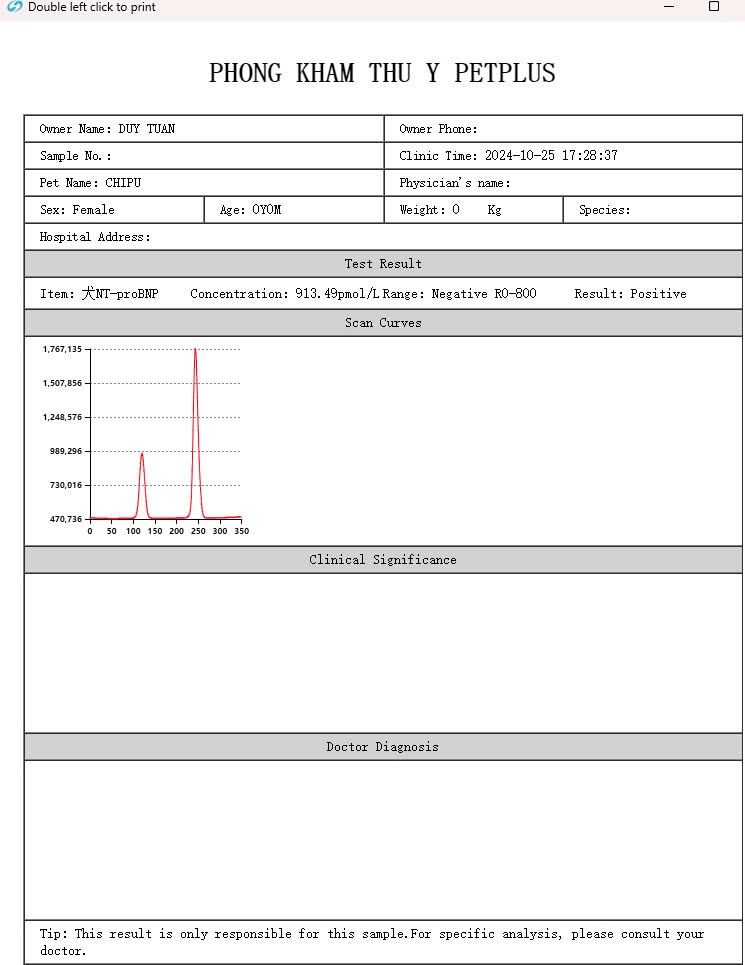 Double left click to print
PHONG KHAM THU Y PETPLUS
Owner Name: DUY TUAN
Owner Phone:
Sample No.:
Clinic Time: 2024-10-25 17:28:37
Pet Name: CHIPU
Physician's name:
Sex: Female
Age: 0Y0M
Weight: 0 Kg
Species:
Hospital Address:
Test Result
Item: 犬NT-proBNP Concentration: 913.49pmol/L Range: Negative R0-800 Result: Positive
Scan Curves
1,767,135
1,507,856
1,248,576
989,296
730,016
470,736
0 50 100 150 200 250 300 350
Clinical Significance
Doctor Diagnosis
Tip: This result is only responsible for this sample.For specific analysis, please consult your
doctor.